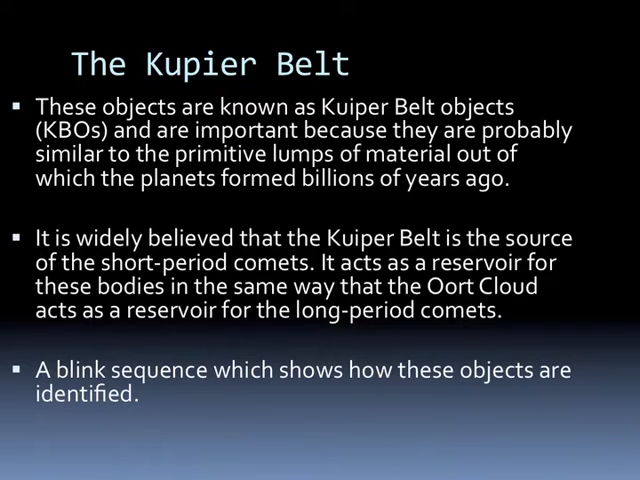 The Kupier Belt
▪ These objects are known as Kuiper Belt objects
(KBOs) and are important because they are probably
similar to the primitive lumps of material out of
which the planets formed billions of years ago.
▪ It is widely believed that the Kuiper Belt is the source
of the short-period comets. It acts as a reservoir for
these bodies in the same way that the Oort Cloud
acts as a reservoir for the long-period comets.
▪ A blink sequence which shows how these objects are
identified.